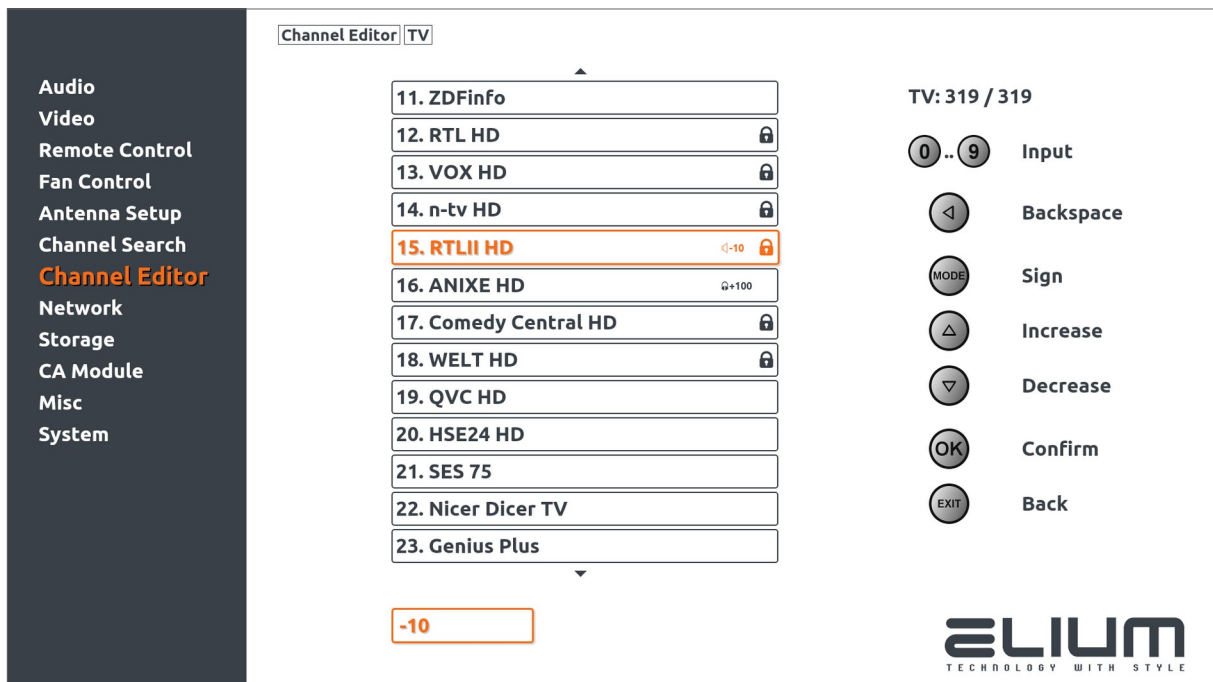 Channel Editor TV
Audio
Video
Remote Control
Fan Control
Antenna Setup
Channel Search
Channel Editor
Network
Storage
CA Module
Misc
System
11. ZDFinfo
12. RTL HD
13. VOX HD
14. n-tv HD
15. RTLII HD -10
16. ANIXE HD +100
17. Comedy Central HD
18. WELT HD
19. QVC HD
20. HSE24 HD
21. SES 75
22. Nicer Dicer TV
23. Genius Plus
-10
TV: 319 / 319
0 .. 9 Input
Backspace
MODE Sign
Increase
Decrease
OK Confirm
EXIT Back
ELIUM
TECHNOLOGY WITH STYLE